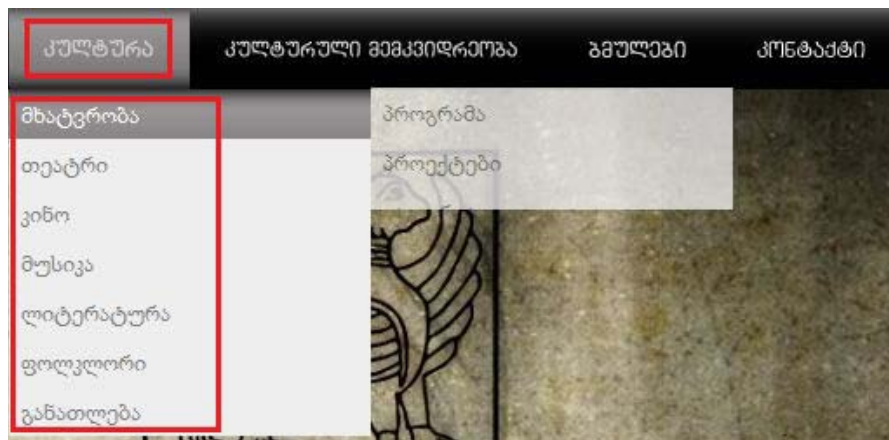 კულტურა კულტურული მემკვიდრეობა ბმულები კონტაქტი
მხატვრობა პროგრამა
თეატრი პროექტები
კინო
მუსიკა
ლიტერატურა
ფოლკლორი
განათლება